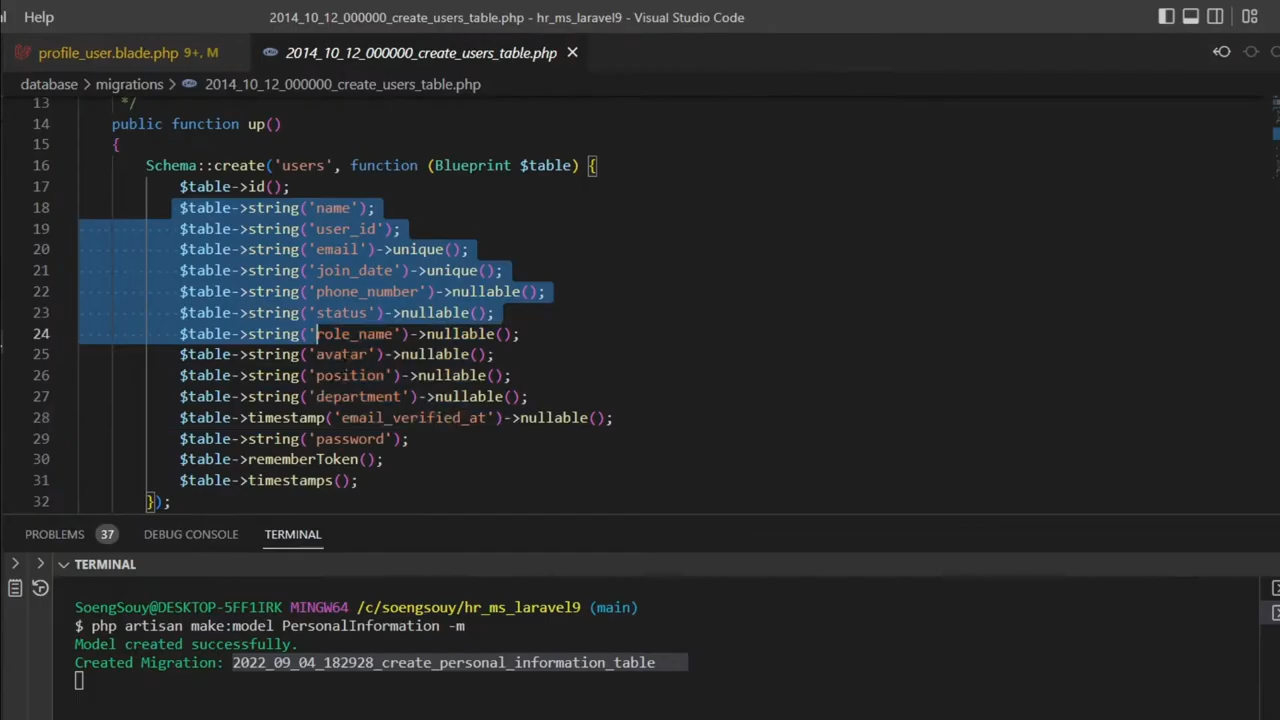 Help
2014_10_12_000000_create_users_table.php - hr_ms_laravel9 - Visual Studio Code
profile_user.blade.php 9+, M
2014_10_12_000000_create_users_table.php
database > migrations > 2014_10_12_000000_create_users_table.php
13 */
14 public function up()
15 {
16 Schema::create('users', function (Blueprint $table) {
17 $table->id();
18 $table->string('name');
19 $table->string('user_id');
20 $table->string('email')->unique();
21 $table->string('join_date')->unique();
22 $table->string('phone_number')->nullable();
23 $table->string('status')->nullable();
24 $table->string('role_name')->nullable();
25 $table->string('avatar')->nullable();
26 $table->string('position')->nullable();
27 $table->string('department')->nullable();
28 $table->timestamp('email_verified_at')->nullable();
29 $table->string('password');
30 $table->rememberToken();
31 $table->timestamps();
32 });
PROBLEMS 37 DEBUG CONSOLE TERMINAL
TERMINAL
SoengSouy@DESKTOP-5FF1IRK MINGW64 /c/soengsouy/hr_ms_laravel9 (main)
$ php artisan make:model PersonalInformation -m
Model created successfully.
Created Migration: 2022_09_04_182928_create_personal_information_table